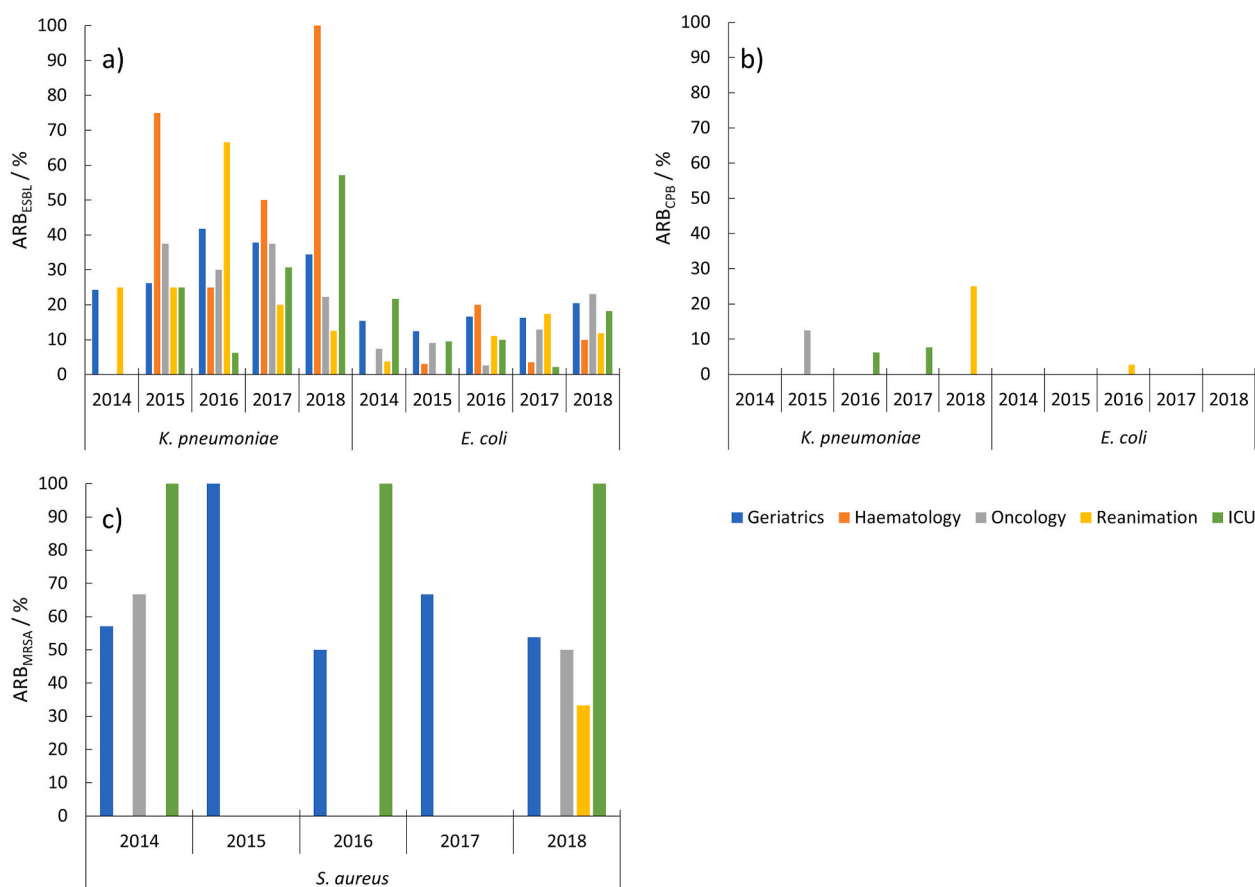 a)
ARB_ESBL / %
100
90
80
70
60
50
40
30
20
10
0
2014 2015 2016 2017 2018 2014 2015 2016 2017 2018
K. pneumoniae E. coli
b)
ARB_CPB / %
100
90
80
70
60
50
40
30
20
10
0
2014 2015 2016 2017 2018 2014 2015 2016 2017 2018
K. pneumoniae E. coli
c)
ARB_MRSA / %
100
90
80
70
60
50
40
30
20
10
0
2014 2015 2016 2017 2018
S. aureus
Geriatrics Haematology Oncology Reanimation ICU